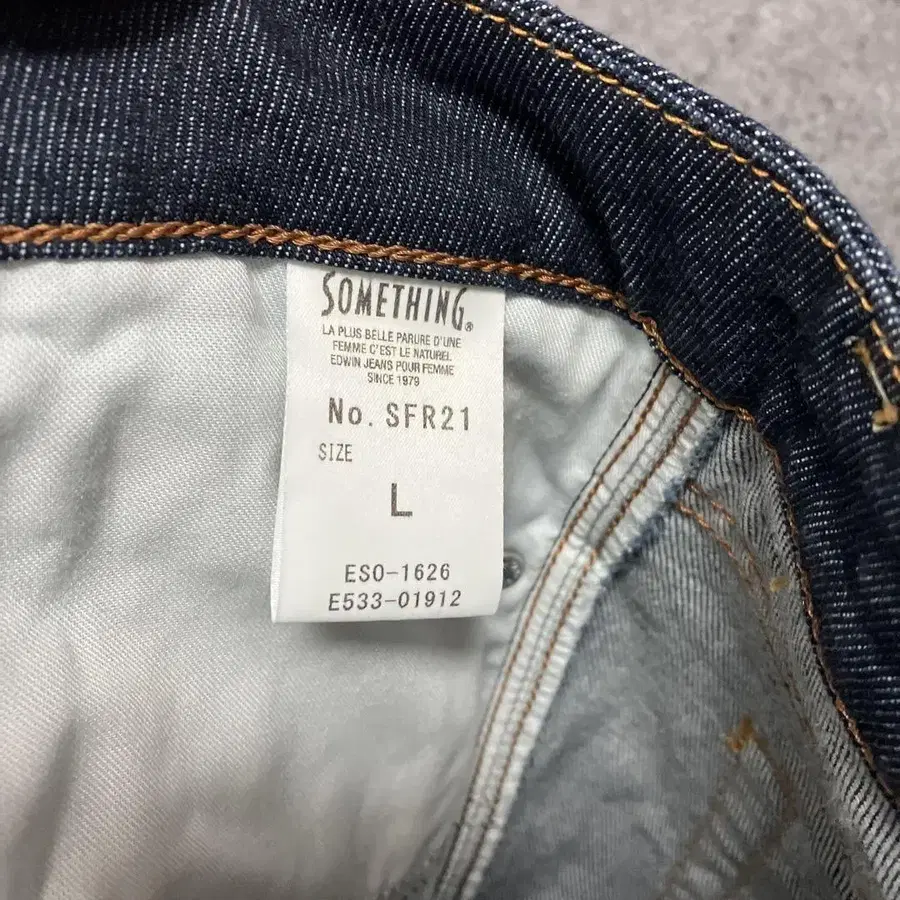 SOMETHING®
LA PLUS BELLE PARURE D'UNE
FEMME C'EST LE NATUREL
EDWIN JEANS POUR FEMME
SINCE 1979
No. SFR21
SIZE
L
ESO-1626
E533-01912